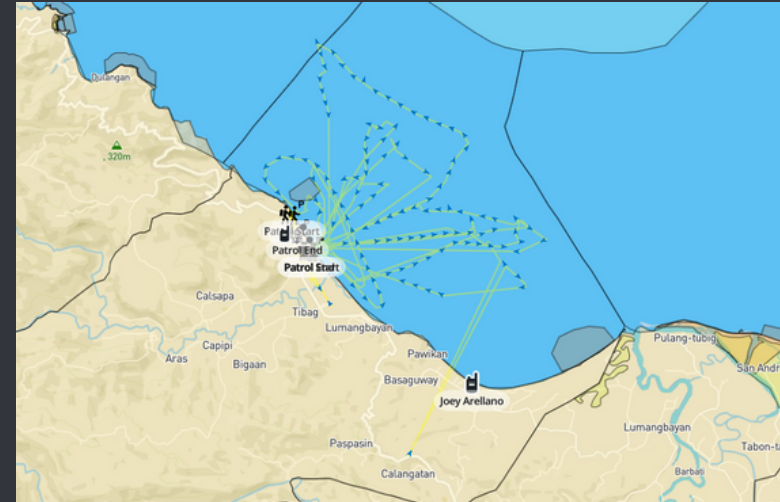 Dulangan
, 320m
P
Patrol Start
Patrol End
Patrol Start
Calsapa
Tibag
Lumangbayan
Capipi
Aras
Bigaan
Pawikan
Basaguway
Joey Arellano
Paspasin
Calangatan
Pulang-tubig
San Andr
Lumangbayan
Tabon-ta
Barbati